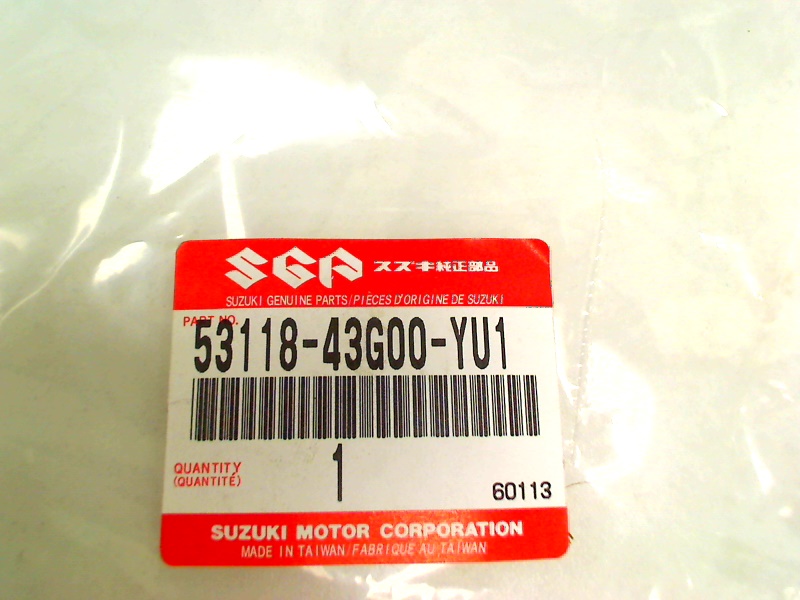 SGP スズキ純正部品
SUZUKI GENUINE PARTS/PIÈCES D'ORIGINE DE SUZUKI
PART NO.
53118-43G00-YU1
QUANTITY 1
(QUANTITÉ)
60113
SUZUKI MOTOR CORPORATION
MADE IN TAIWAN/FABRIQUÉ AU TAÏWAN